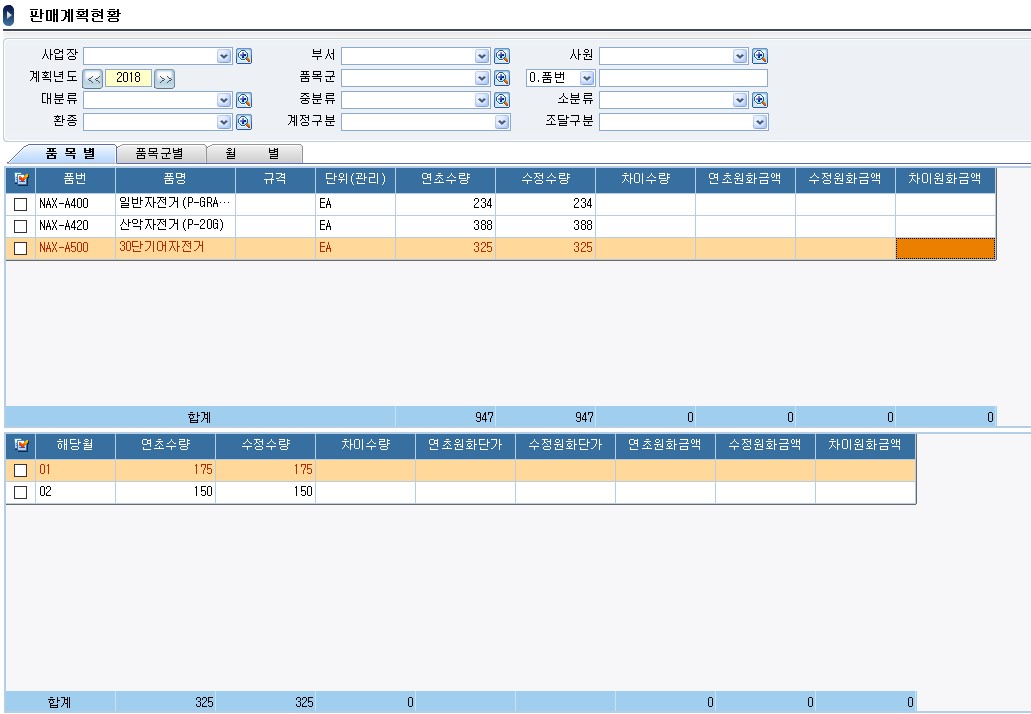 판매계획현황
사업장 부서 사원
계획년도 << 2018 >> 품목군 0.품번
대분류 중분류 소분류
환종 계정구분 조달구분
품 목 별 품목군별 월 별
품번 품명 규격 단위(관리) 연초수량 수정수량 차이수량 연초원화금액 수정원화금액 차이원화금액
NAX-A400 일반자전거(P-GRA… EA 234 234
NAX-A420 산악자전거(P-20G) EA 388 388
NAX-A500 30단기어자전거 EA 325 325
합계 947 947 0 0 0 0
해당월 연초수량 수정수량 차이수량 연초원화단가 수정원화단가 연초원화금액 수정원화금액 차이원화금액
01 175 175
02 150 150
합계 325 325 0 0 0 0